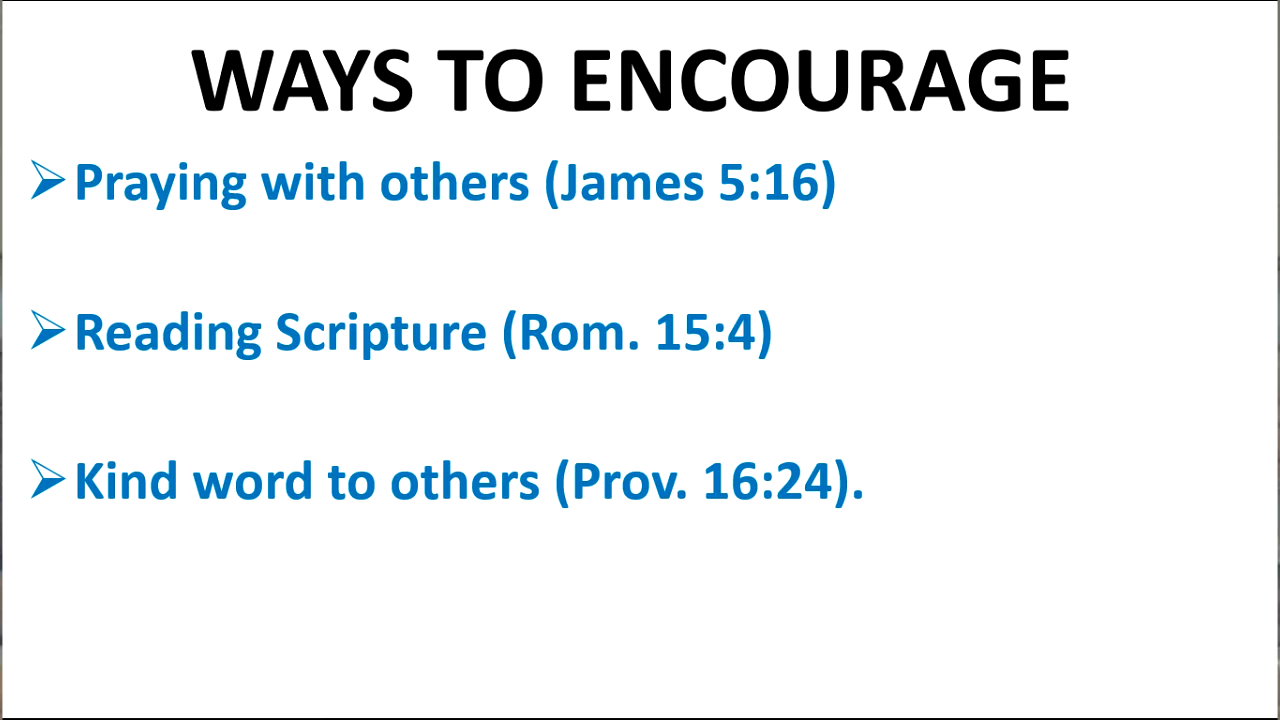 WAYS TO ENCOURAGE
Praying with others (James 5:16)
Reading Scripture (Rom. 15:4)
Kind word to others (Prov. 16:24).